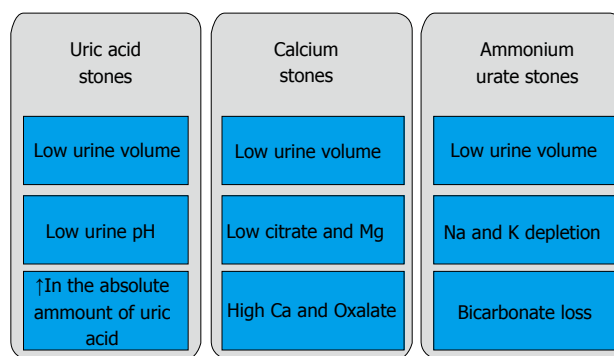 Uric acid
stones
Low urine volume
Low urine pH
↑In the absolute
ammount of uric
acid
Calcium
stones
Low urine volume
Low citrate and Mg
High Ca and Oxalate
Ammonium
urate stones
Low urine volume
Na and K depletion
Bicarbonate loss